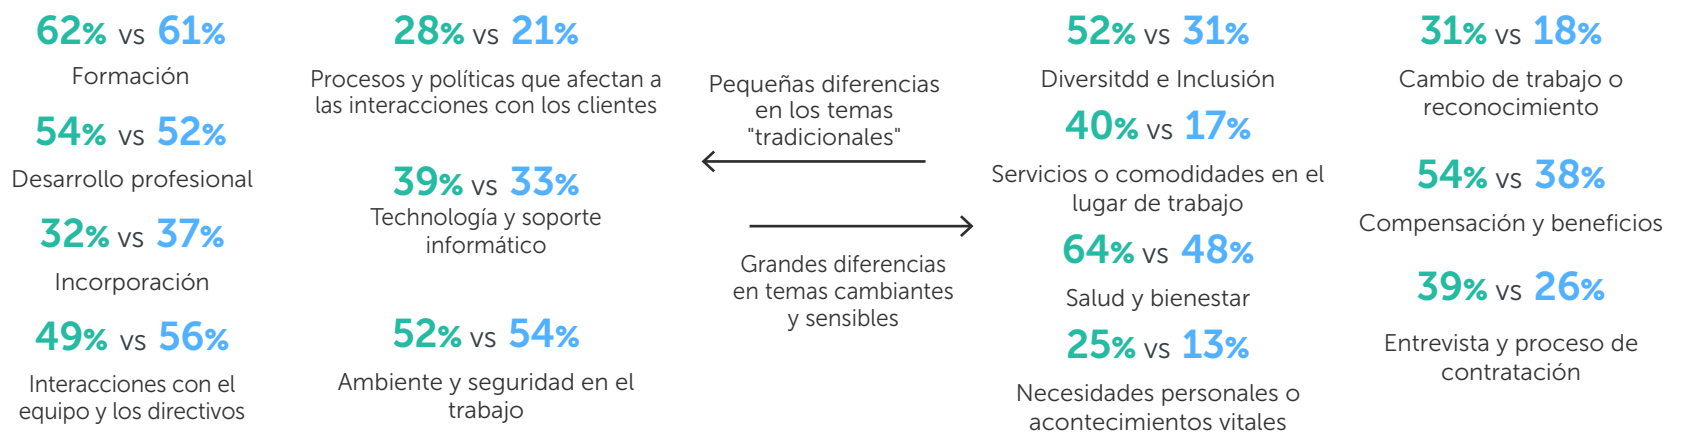 62% vs 61%
Formación
54% vs 52%
Desarrollo profesional
32% vs 37%
Incorporación
49% vs 56%
Interacciones con el
equipo y los directivos
28% vs 21%
Procesos y políticas que afectan a
las interacciones con los clientes
39% vs 33%
Technología y soporte
informático
52% vs 54%
Ambiente y seguridad en el
trabajo
Pequeñas diferencias
en los temas
"tradicionales"
Grandes diferencias
en temas cambiantes
y sensibles
52% vs 31%
Diversitdd e Inclusión
40% vs 17%
Servicios o comodidades en el
lugar de trabajo
64% vs 48%
Salud y bienestar
25% vs 13%
Necesidades personales o
acontecimientos vitales
31% vs 18%
Cambio de trabajo o
reconocimiento
54% vs 38%
Compensación y beneficios
39% vs 26%
Entrevista y proceso de
contratación